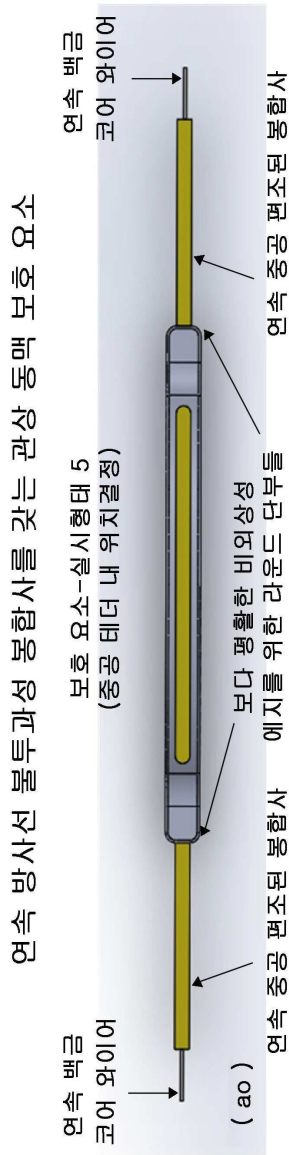 연속 방사선 불투과성 봉합사를 갖는 관상 동맥 보호 요소
보호 요소-실시형태 5
(중공 테더 내 위치결정)
연속 백금
코어 와이어
연속 백금
코어 와이어
보다 평활한 비외상성
에지를 위한 라운드 단부들
연속 중공 편조된 봉합사
연속 중공 편조된 봉합사
(ao)